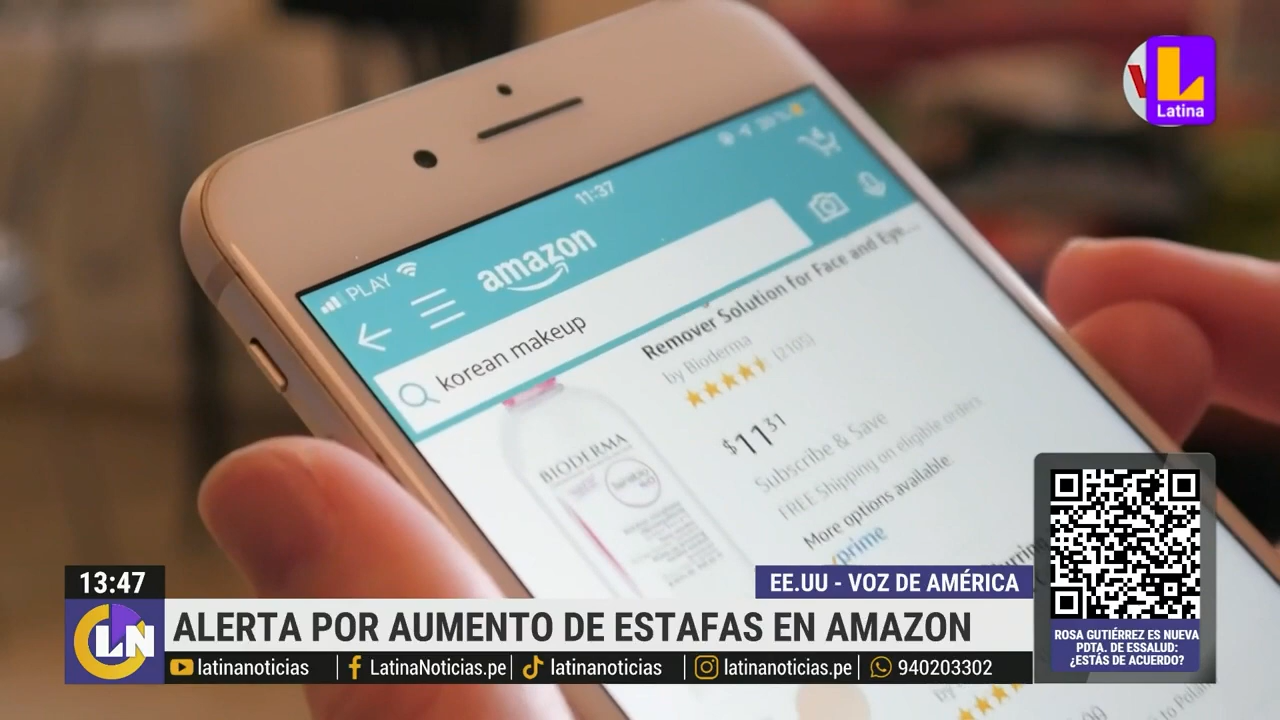 Latina
11:37
PLAY
amazon
korean makeup
Remover Solution for Face and Eye...
by Bioderma
(2105)
$11 31
Subscribe & Save
FREE Shipping on eligible orders
More options available
prime
BIODERMA
13:47
EE.UU - VOZ DE AMÉRICA
LN
ALERTA POR AUMENTO DE ESTAFAS EN AMAZON
latinanoticias
LatinaNoticias.pe
latinanoticias
latinanoticias.pe
940203302
ROSA GUTIÉRREZ ES NUEVA
PDTA. DE ESSALUD:
¿ESTÁS DE ACUERDO?